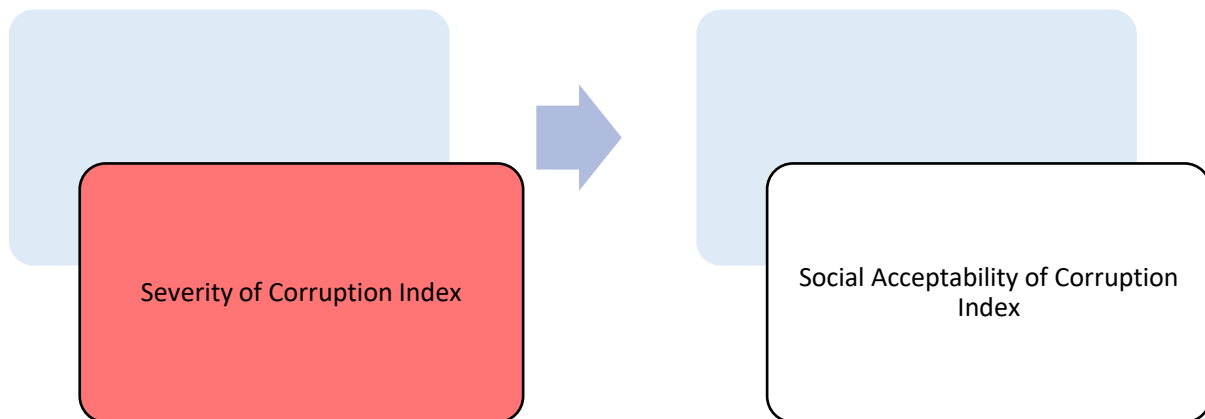 Severity of Corruption Index
Social Acceptability of Corruption
Index